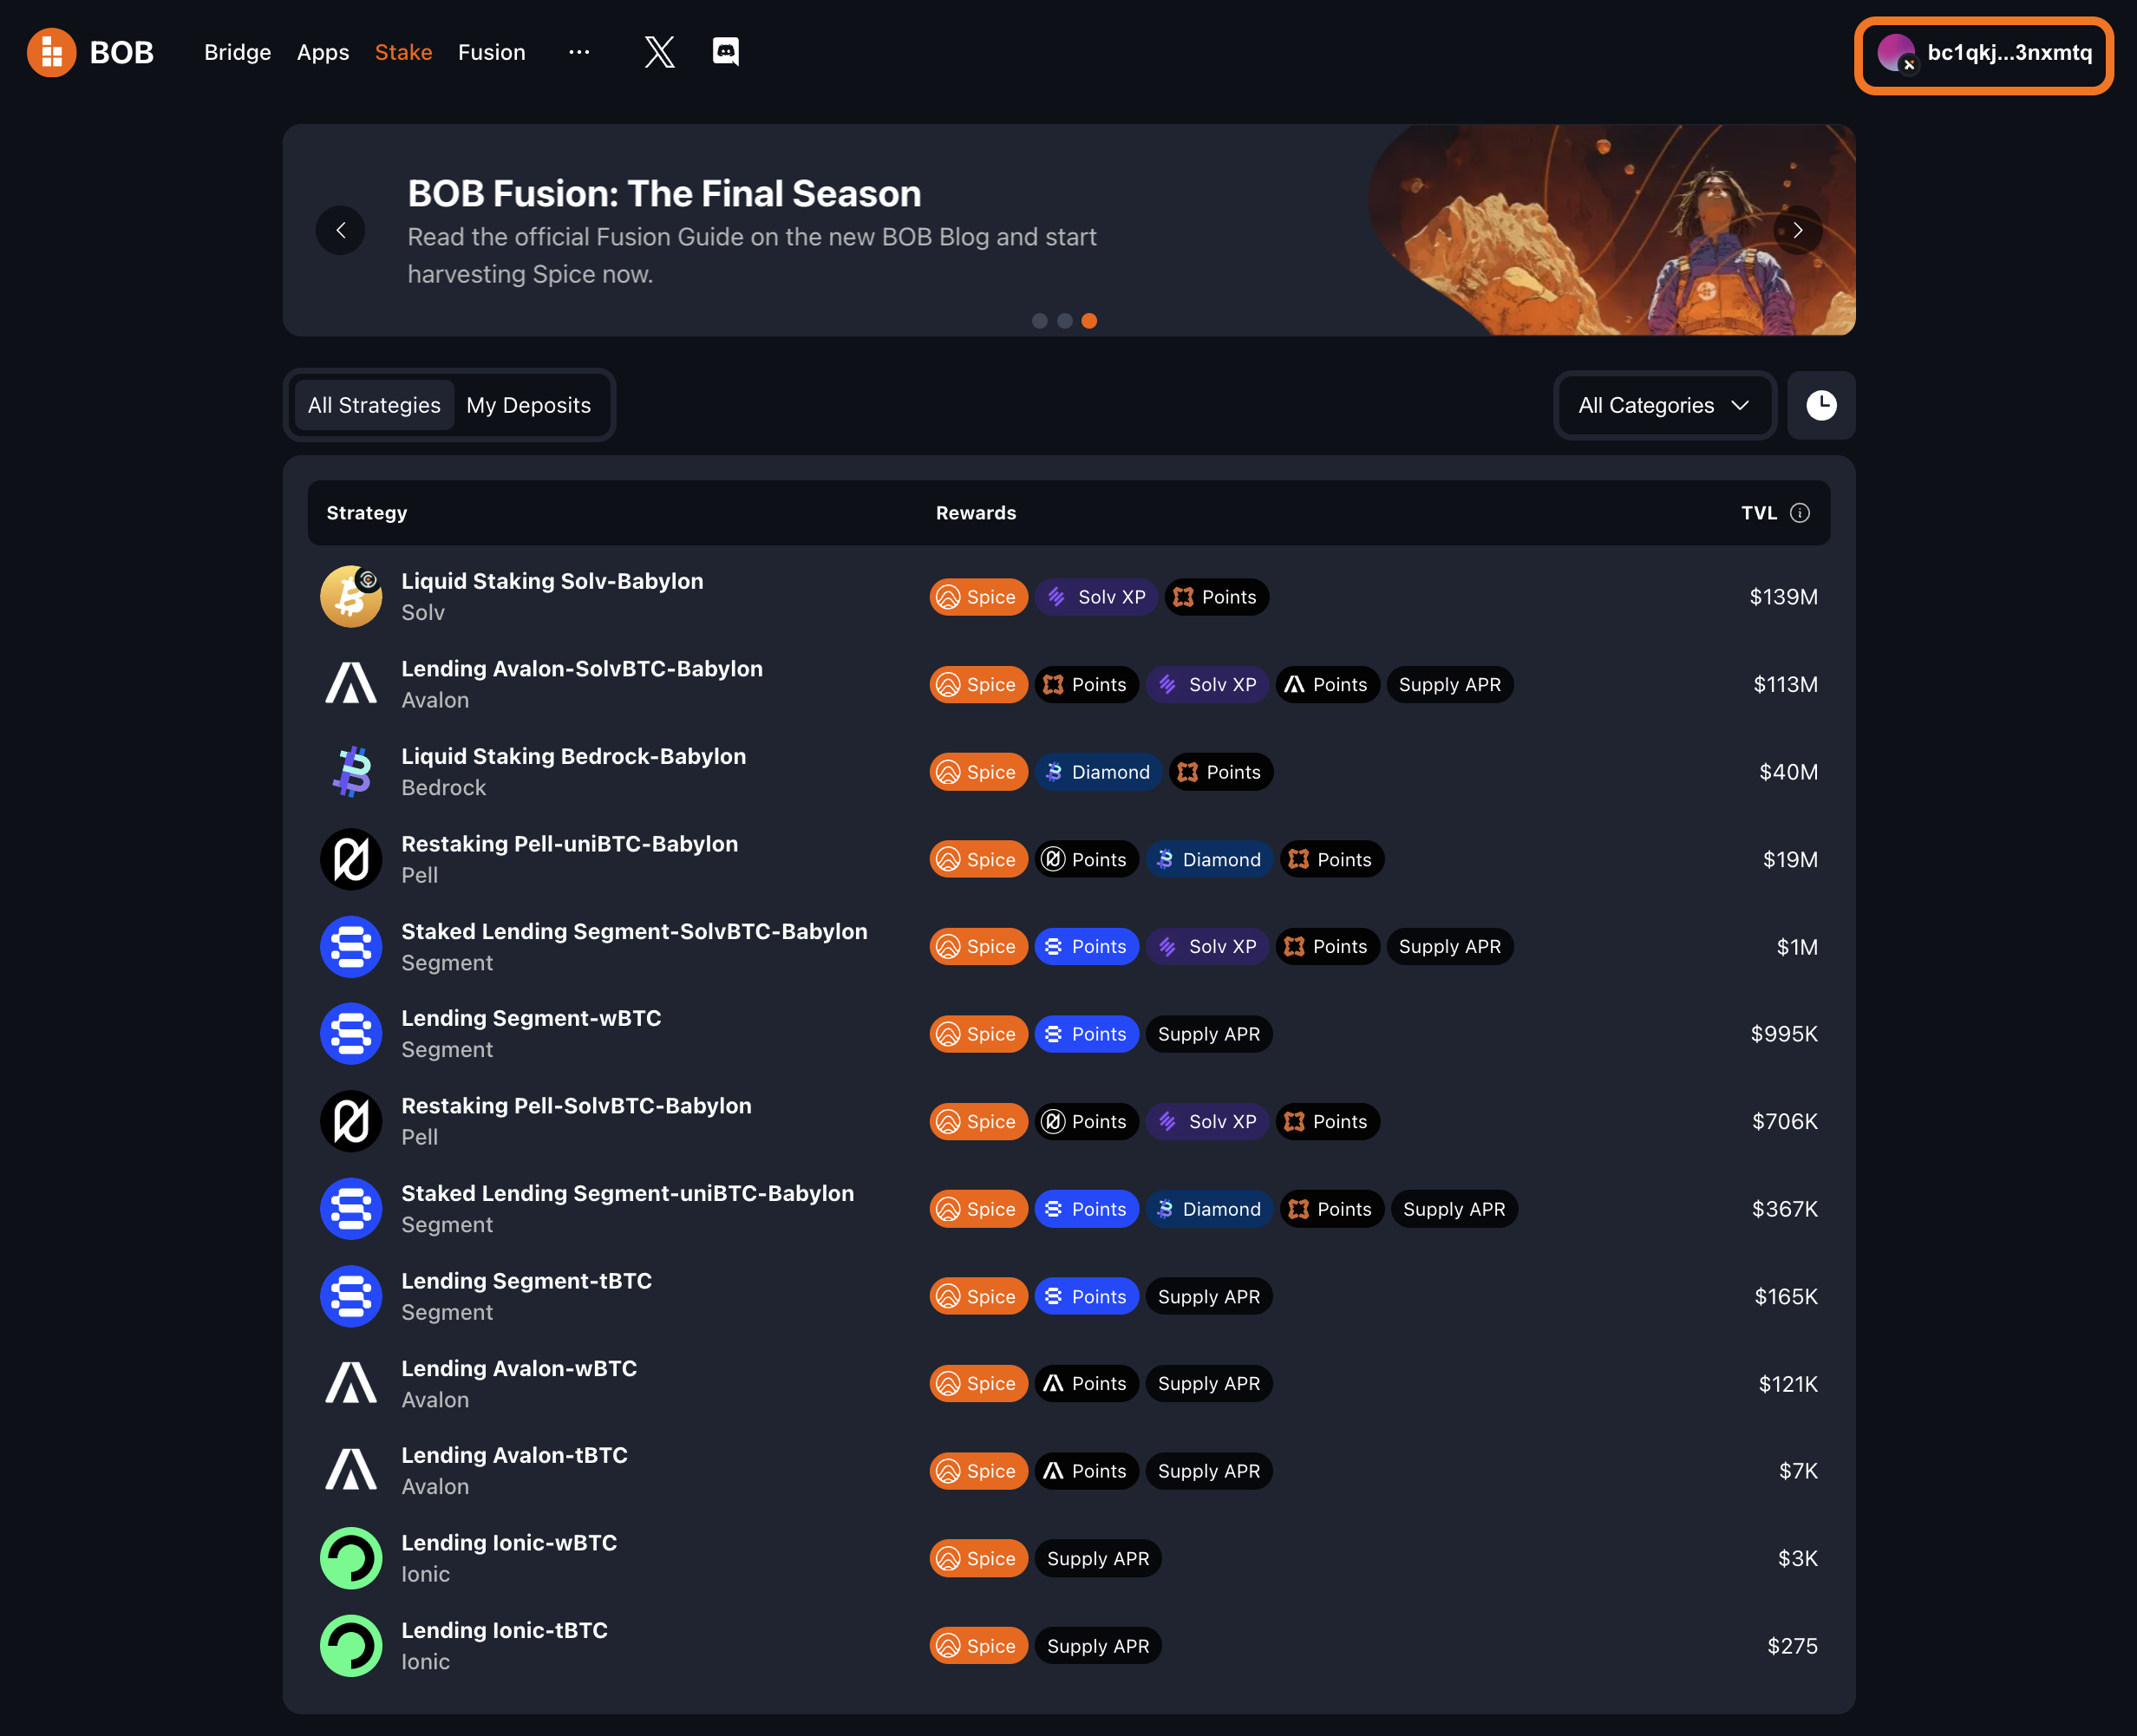 BOB Bridge Apps Stake Fusion ... bc1qkj...3nxmtq
BOB Fusion: The Final Season
Read the official Fusion Guide on the new BOB Blog and start
harvesting Spice now.
All Strategies My Deposits All Categories
Strategy Rewards TVL
Liquid Staking Solv-Babylon
Solv
Spice Solv XP Points $139M
Lending Avalon-SolvBTC-Babylon
Avalon
Spice Points Solv XP Points Supply APR $113M
Liquid Staking Bedrock-Babylon
Bedrock
Spice Diamond Points $40M
Restaking Pell-uniBTC-Babylon
Pell
Spice Points Diamond Points $19M
Staked Lending Segment-SolvBTC-Babylon
Segment
Spice Points Solv XP Points Supply APR $1M
Lending Segment-wBTC
Segment
Spice Points Supply APR $995K
Restaking Pell-SolvBTC-Babylon
Pell
Spice Points Solv XP Points $706K
Staked Lending Segment-uniBTC-Babylon
Segment
Spice Points Diamond Points Supply APR $367K
Lending Segment-tBTC
Segment
Spice Points Supply APR $165K
Lending Avalon-wBTC
Avalon
Spice Points Supply APR $121K
Lending Avalon-tBTC
Avalon
Spice Points Supply APR $7K
Lending Ionic-wBTC
Ionic
Spice Supply APR $3K
Lending Ionic-tBTC
Ionic
Spice Supply APR $275